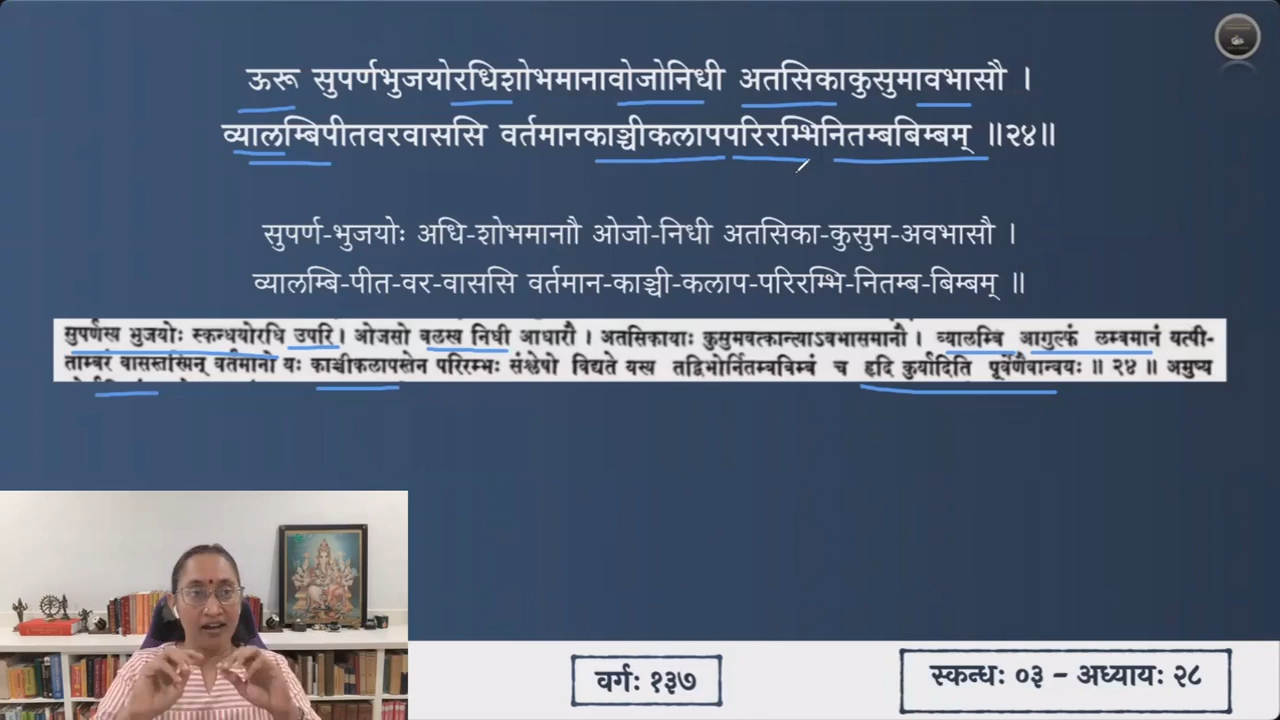 ऊरू सुपर्णभुजयोरधिशोभमानावोजोनिधी अतसिकाकुसुमावभासौ ।
व्यालम्बिपीतवरवाससि वर्तमानकाञ्चीकलापपरिरम्भिनितम्बबिम्बम् ॥२४॥
सुपर्ण-भुजयोः अधि-शोभमानाौ ओजो-निधी अतसिका-कुसुम-अवभासौ ।
व्यालम्बि-पीत-वर-वाससि वर्तमान-काञ्ची-कलाप-परिरम्भि-नितम्ब-बिम्बम् ॥
सुपर्णस्य भुजयोः स्कन्धयोरधि उपरि । ओजसो बलस्य निधी आधारौ । अतसिकायाः कुसुमवत्कान्त्याऽवभासमानौ । व्यालम्बि आगुल्फं लम्बमानं यत्पी-
ताम्बरं वासस्तस्मिन् वर्तमानो यः काञ्चीकलापस्तेन परिरम्भः संश्लेषो विद्यते यस्य तद्विभोर्नितम्बबिम्बं च हृदि कुर्यादिति पूर्वेणैवान्वयः ॥ २४ ॥ अमुष्य
वर्गः १३७
स्कन्धः ०३ - अध्यायः २८